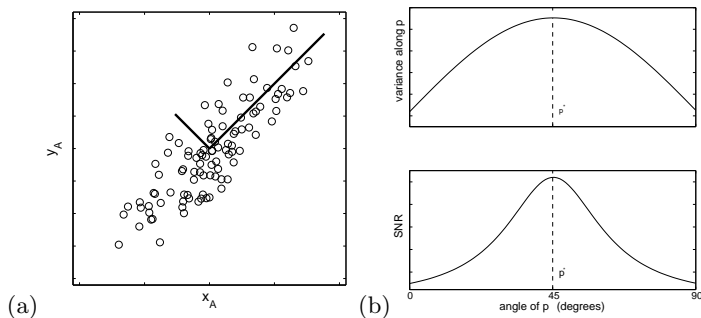 y_A
x_A
(a)
variance along p
p*
SNR
p*
0
45
90
angle of p (degrees)
(b)